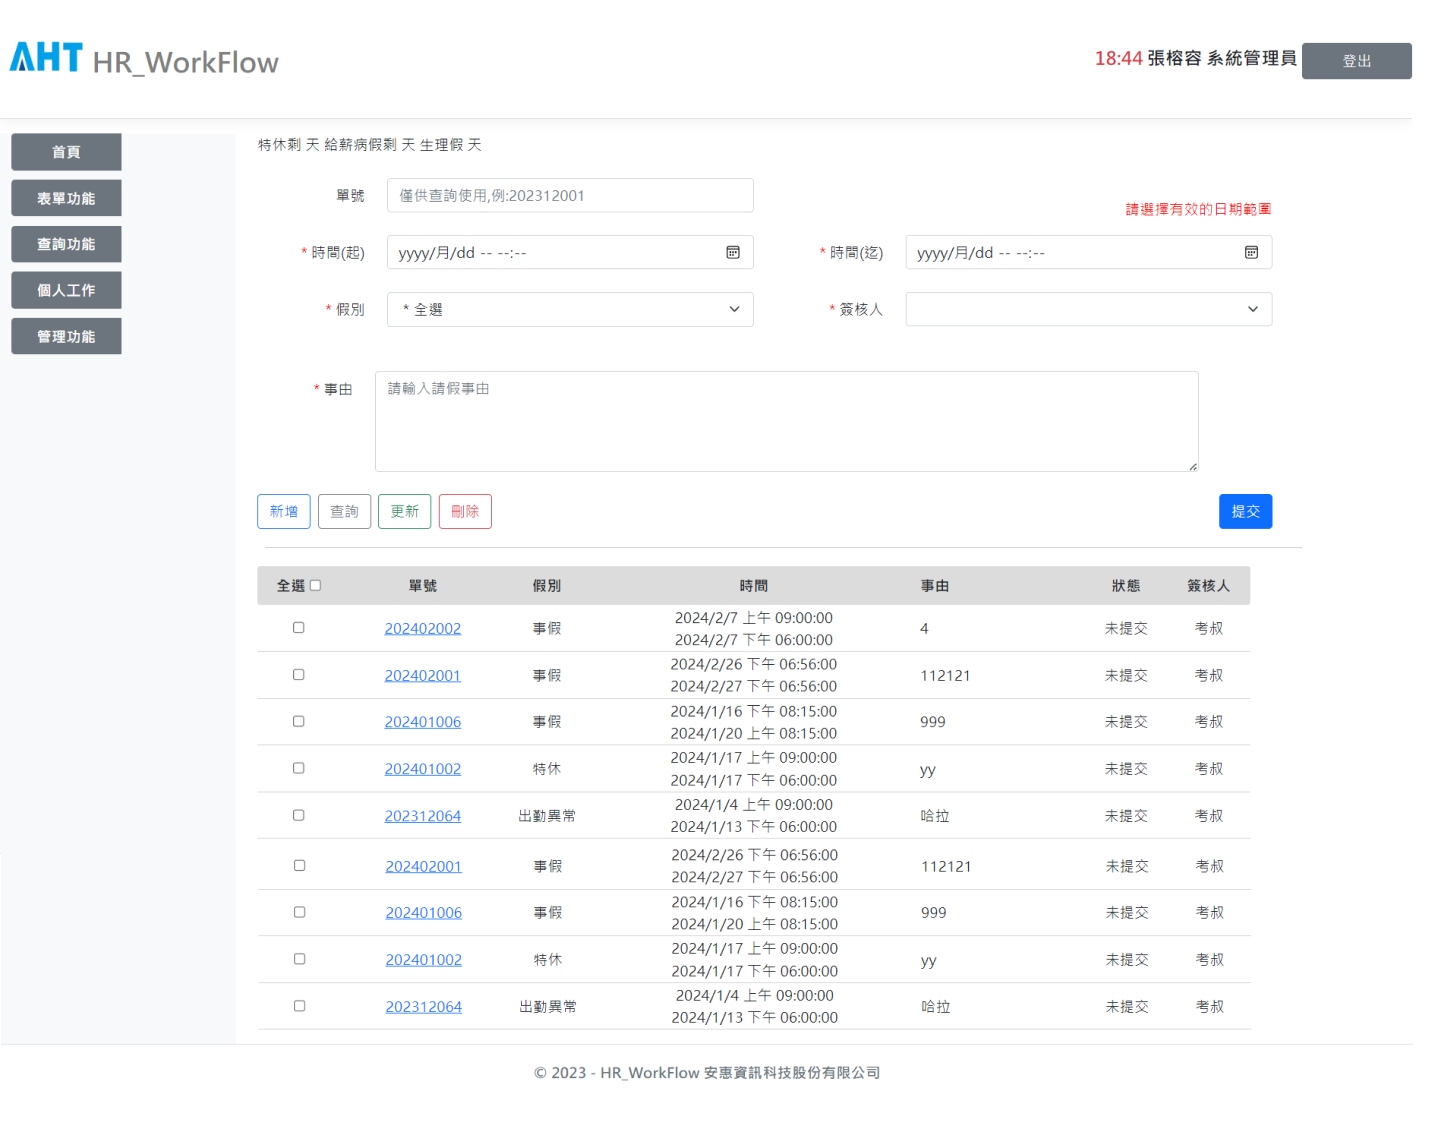 AHT HR_WorkFlow
18:44 張榕容 系統管理員 登出
首頁
表單功能
查詢功能
個人工作
管理功能
特休剩 天 給薪病假剩 天 生理假 天
單號 僅供查詢使用,例:202312001
請選擇有效的日期範圍
* 時間(起) yyyy/月/dd -- --:-- * 時間(迄) yyyy/月/dd -- --:--
* 假別 * 全選 * 簽核人
* 事由 請輸入請假事由
新增 查詢 更新 刪除 提交
全選 單號 假別 時間 事由 狀態 簽核人
2024/2/7 上午 09:00:00
202402002 事假 4 未提交 考叔
2024/2/7 下午 06:00:00
2024/2/26 下午 06:56:00
202402001 事假 112121 未提交 考叔
2024/2/27 下午 06:56:00
2024/1/16 下午 08:15:00
202401006 事假 999 未提交 考叔
2024/1/20 上午 08:15:00
2024/1/17 上午 09:00:00
202401002 特休 yy 未提交 考叔
2024/1/17 下午 06:00:00
2024/1/4 上午 09:00:00
202312064 出勤異常 哈拉 未提交 考叔
2024/1/13 下午 06:00:00
2024/2/26 下午 06:56:00
202402001 事假 112121 未提交 考叔
2024/2/27 下午 06:56:00
2024/1/16 下午 08:15:00
202401006 事假 999 未提交 考叔
2024/1/20 上午 08:15:00
2024/1/17 上午 09:00:00
202401002 特休 yy 未提交 考叔
2024/1/17 下午 06:00:00
2024/1/4 上午 09:00:00
202312064 出勤異常 哈拉 未提交 考叔
2024/1/13 下午 06:00:00
© 2023 - HR_WorkFlow 安惠資訊科技股份有限公司